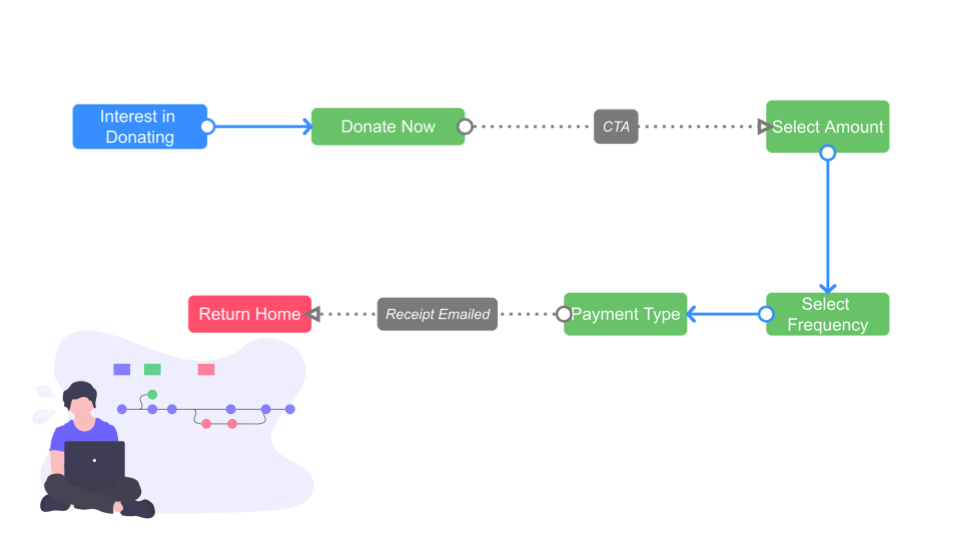 Interest in
Donating
Donate Now
CTA
Select Amount
Return Home
Receipt Emailed
Payment Type
Select
Frequency